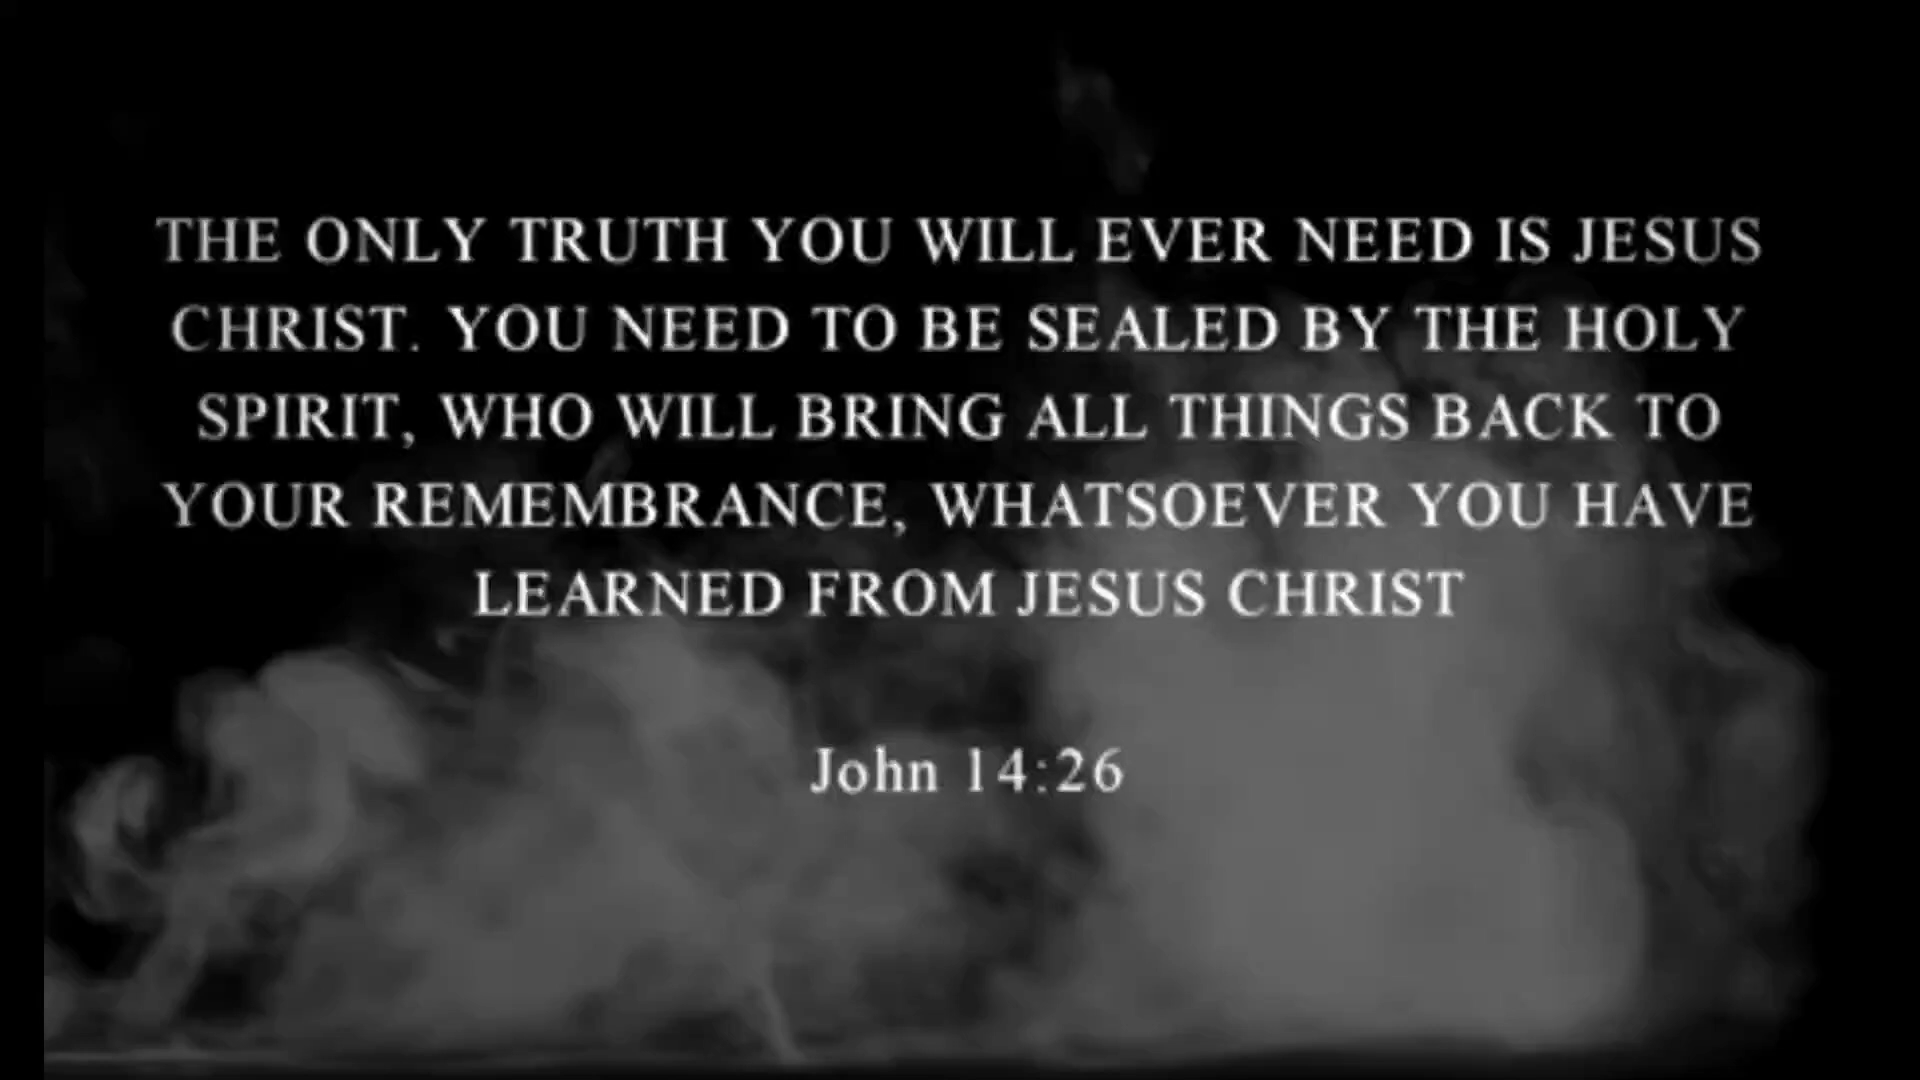 THE ONLY TRUTH YOU WILL EVER NEED IS JESUS
CHRIST. YOU NEED TO BE SEALED BY THE HOLY
SPIRIT, WHO WILL BRING ALL THINGS BACK TO
YOUR REMEMBRANCE, WHATSOEVER YOU HAVE
LEARNED FROM JESUS CHRIST
John 14:26